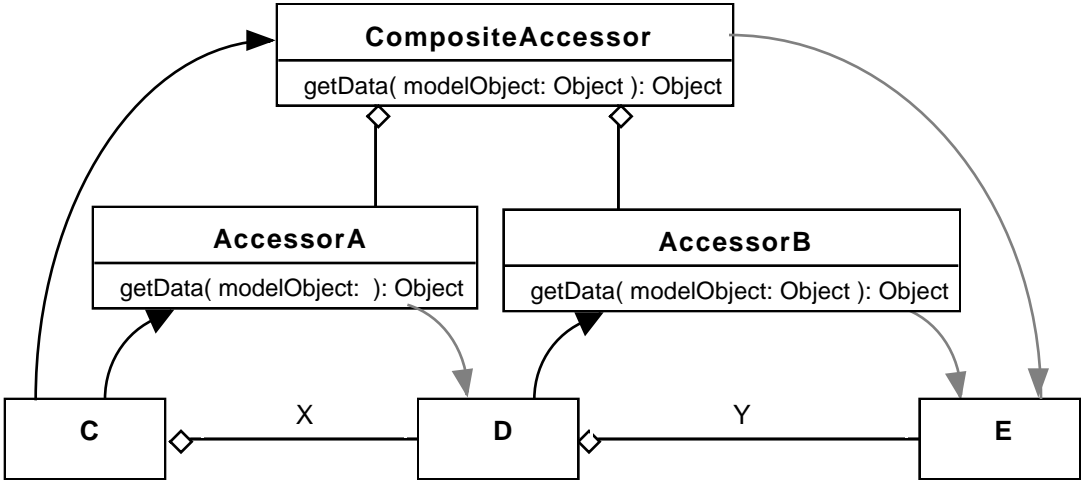 CompositeAccessor
getData( modelObject: Object ): Object
AccessorA
getData( modelObject:  ): Object
AccessorB
getData( modelObject: Object ): Object
C
X
D
Y
E